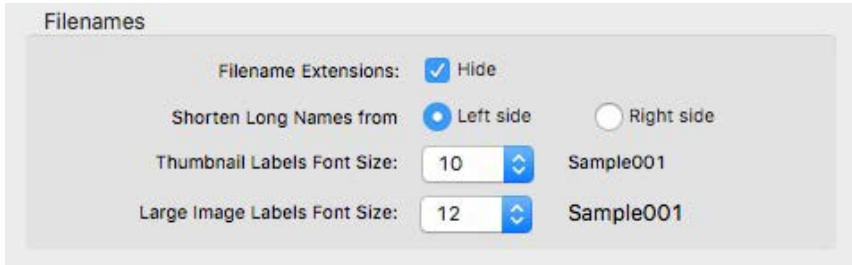 Filenames
Filename Extensions: Hide
Shorten Long Names from Left side Right side
Thumbnail Labels Font Size: 10 Sample001
Large Image Labels Font Size: 12 Sample001